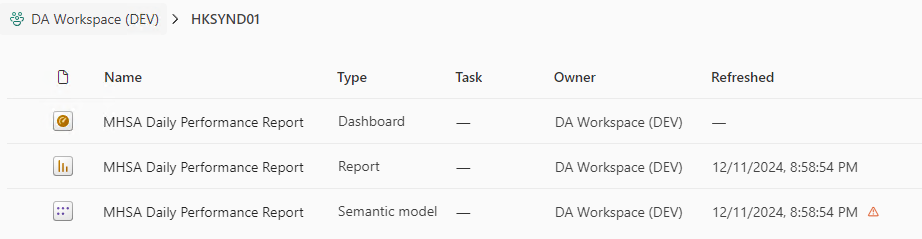 DA Workspace (DEV) > HKSYND01
Name Type Task Owner Refreshed
MHSA Daily Performance Report Dashboard — DA Workspace (DEV) —
MHSA Daily Performance Report Report — DA Workspace (DEV) 12/11/2024, 8:58:54 PM
MHSA Daily Performance Report Semantic model — DA Workspace (DEV) 12/11/2024, 8:58:54 PM